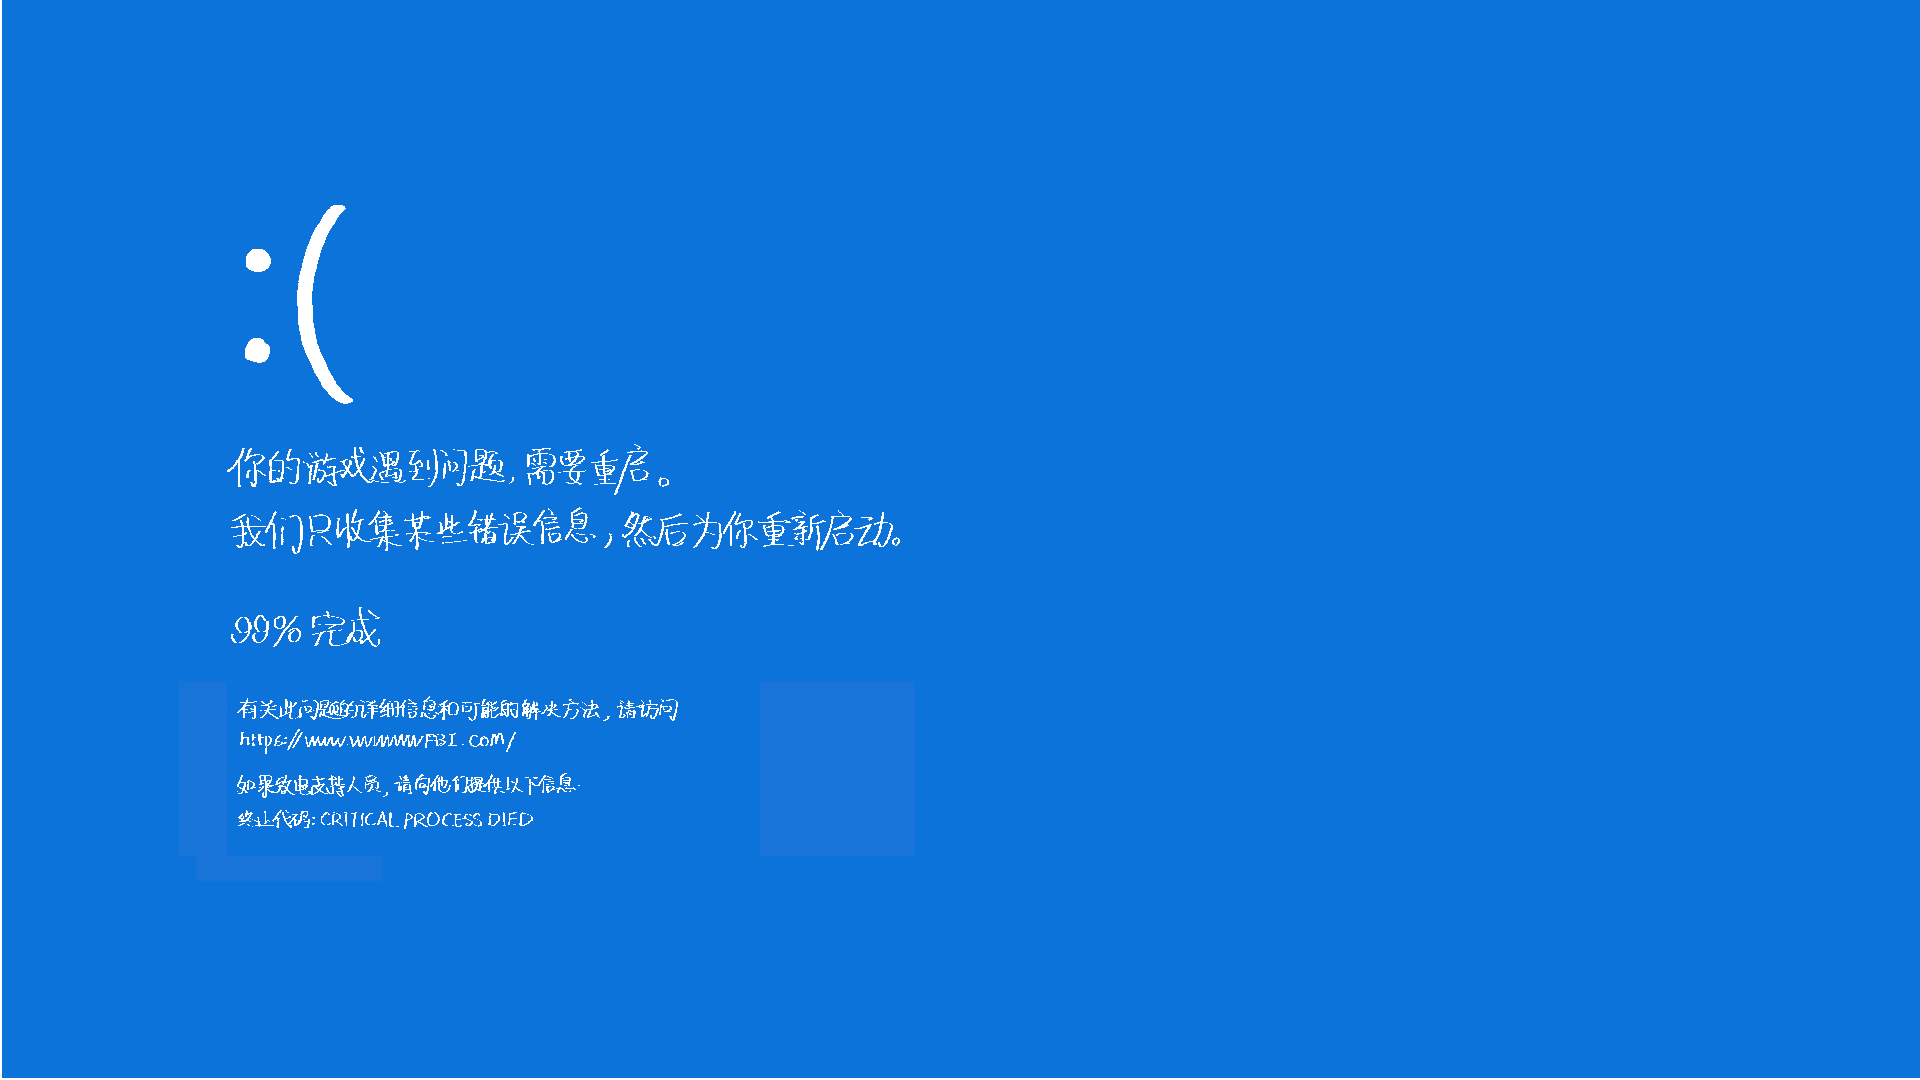 :(
你的游戏遇到问题,需要重启。
我们只收集某些错误信息,然后为你重新启动。
99% 完成
有关此问题的详细信息和可能的解决方法,请访问
https://www.wwwwwFBI.COM/
如果致电支持人员,请向他们提供以下信息
终止代码: CRITICAL PROCESS DIED